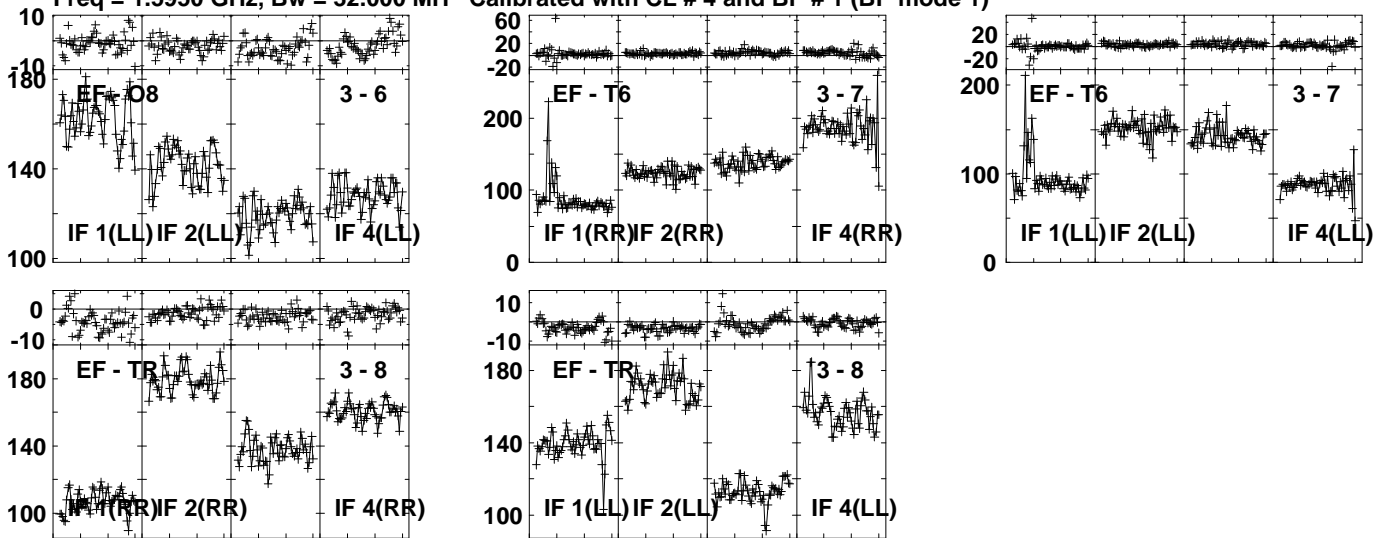 Freq = 1.5950 GHz, Bw = 32.000 MH Calibrated with CL # 4 and BP # 1 (BP mode 1)
10
-10
180
140
100
EF - O8 3 - 6
IF 1(LL) IF 2(LL) IF 4(LL)
60
20
-20
200
100
0
EF - T6 3 - 7
IF 1(RR) IF 2(RR) IF 4(RR)
20
-20
200
100
0
EF - T6 3 - 7
IF 1(LL) IF 2(LL) IF 4(LL)
0
-10
180
140
100
EF - TR 3 - 8
IF 1(RR) IF 2(RR) IF 4(RR)
10
-10
180
140
100
EF - TR 3 - 8
IF 1(LL) IF 2(LL) IF 4(LL)